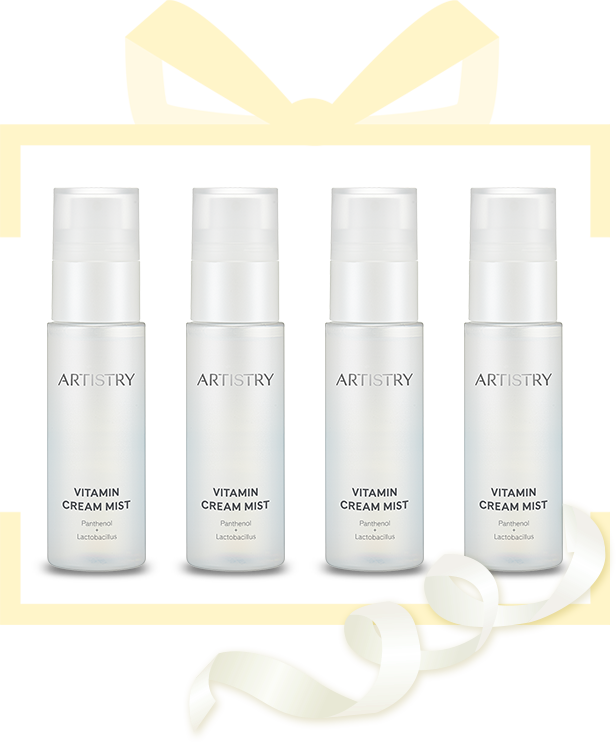 ARTISTRY
VITAMIN
CREAM MIST
Panthenol
+
Lactobacillus
ARTISTRY
VITAMIN
CREAM MIST
Panthenol
+
Lactobacillus
ARTISTRY
VITAMIN
CREAM MIST
Panthenol
+
Lactobacillus
ARTISTRY
VITAMIN
CREAM MIST
Panthenol
+
Lactobacillus